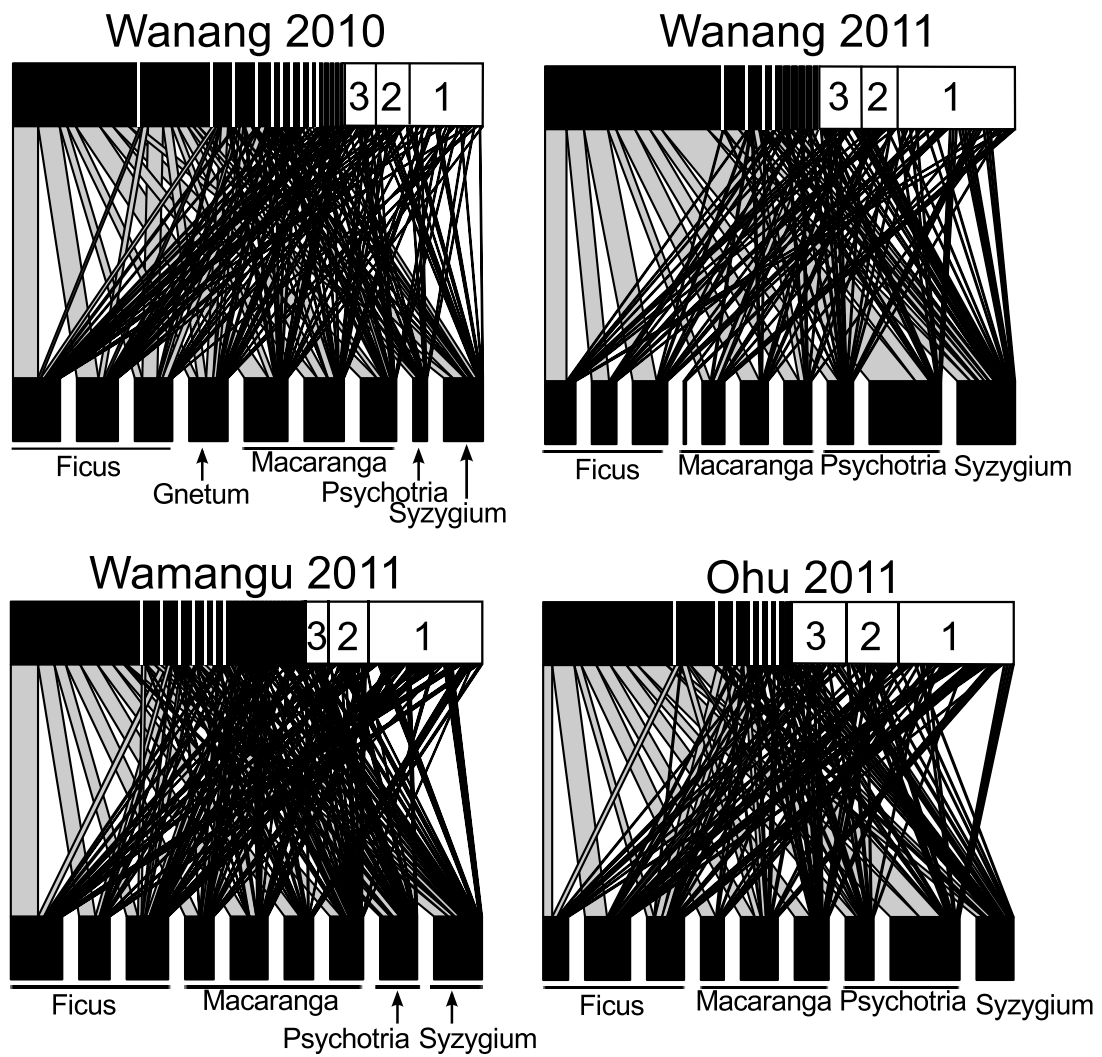 Wanang 2010
3 2 1
Ficus
Macaranga
Gnetum
Psychotria
Syzygium
Wanang 2011
3 2 1
Ficus
Macaranga
Psychotria
Syzygium
Wamangu 2011
3 2 1
Ficus
Macaranga
Psychotria
Syzygium
Ohu 2011
3 2 1
Ficus
Macaranga
Psychotria
Syzygium